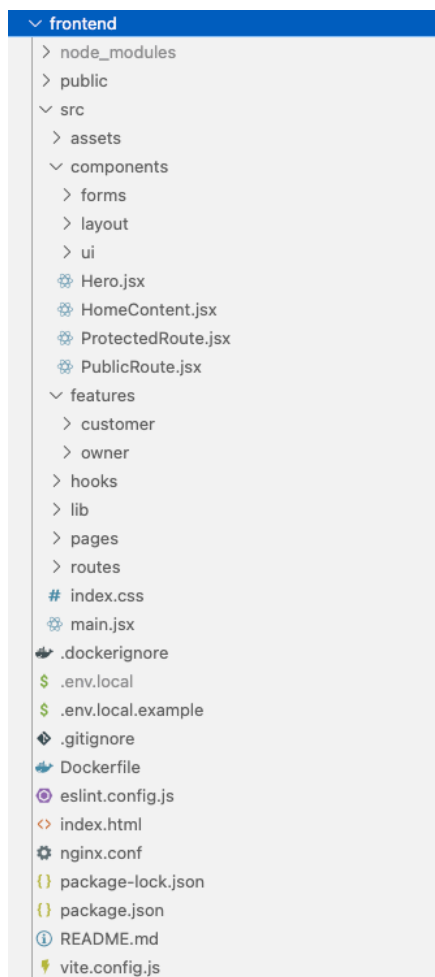 frontend
node_modules
public
src
assets
components
forms
layout
ui
Hero.jsx
HomeContent.jsx
ProtectedRoute.jsx
PublicRoute.jsx
features
customer
owner
hooks
lib
pages
routes
# index.css
main.jsx
.dockerignore
$ .env.local
$ .env.local.example
.gitignore
Dockerfile
eslint.config.js
<> index.html
nginx.conf
{} package-lock.json
{} package.json
README.md
vite.config.js